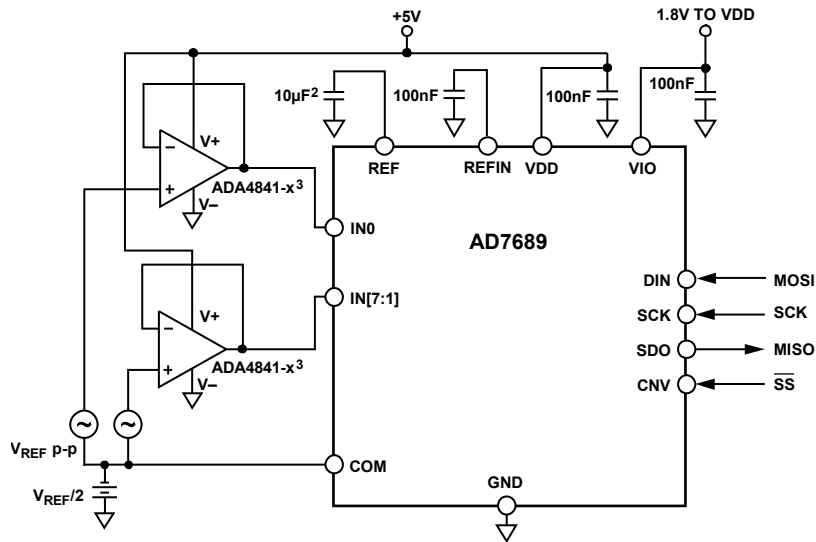 +5V
1.8V TO VDD
10µF²
100nF
100nF
100nF
V+
REF
REFIN
VDD
VIO
ADA4841-x³
V–
IN0
AD7689
IN[7:1]
DIN
MOSI
V+
SCK
SCK
SDO
MISO
ADA4841-x³
V–
CNV
SS
VREF p-p
COM
GND
VREF/2
−
+
−
+
~
~